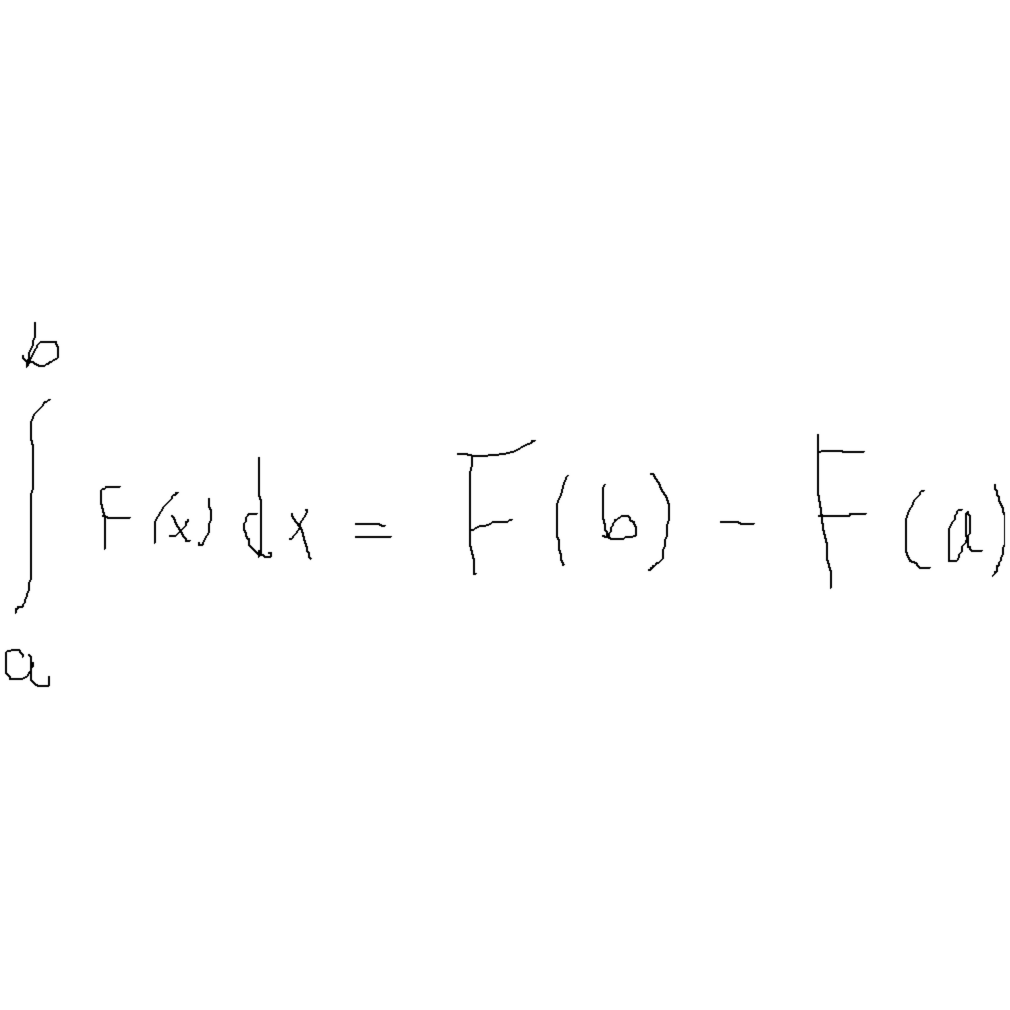 ∫_a^b F(x)dx = F(b) - F(a)